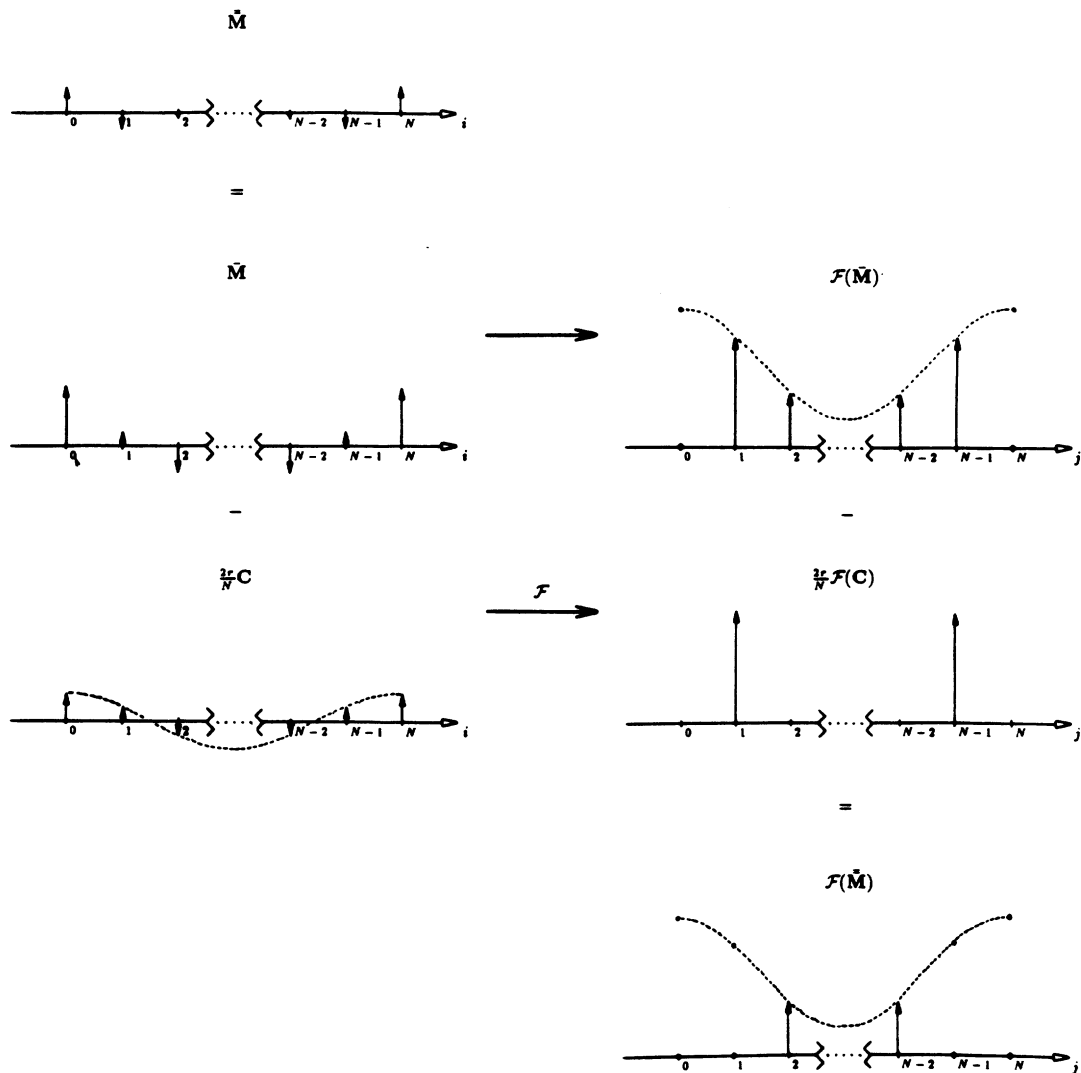 M̿
0 1 2 ..... N − 2 N − 1 N i
=
M̄
0 1 2 ..... N − 2 N − 1 N i
−
2r/N C
0 1 2 ..... N − 2 N − 1 N i
ℱ
ℱ(M̄)
0 1 2 ..... N − 2 N − 1 N j
−
2r/N ℱ(C)
0 1 2 ..... N − 2 N − 1 N j
=
ℱ(M̿)
0 1 2 ..... N − 2 N − 1 N j